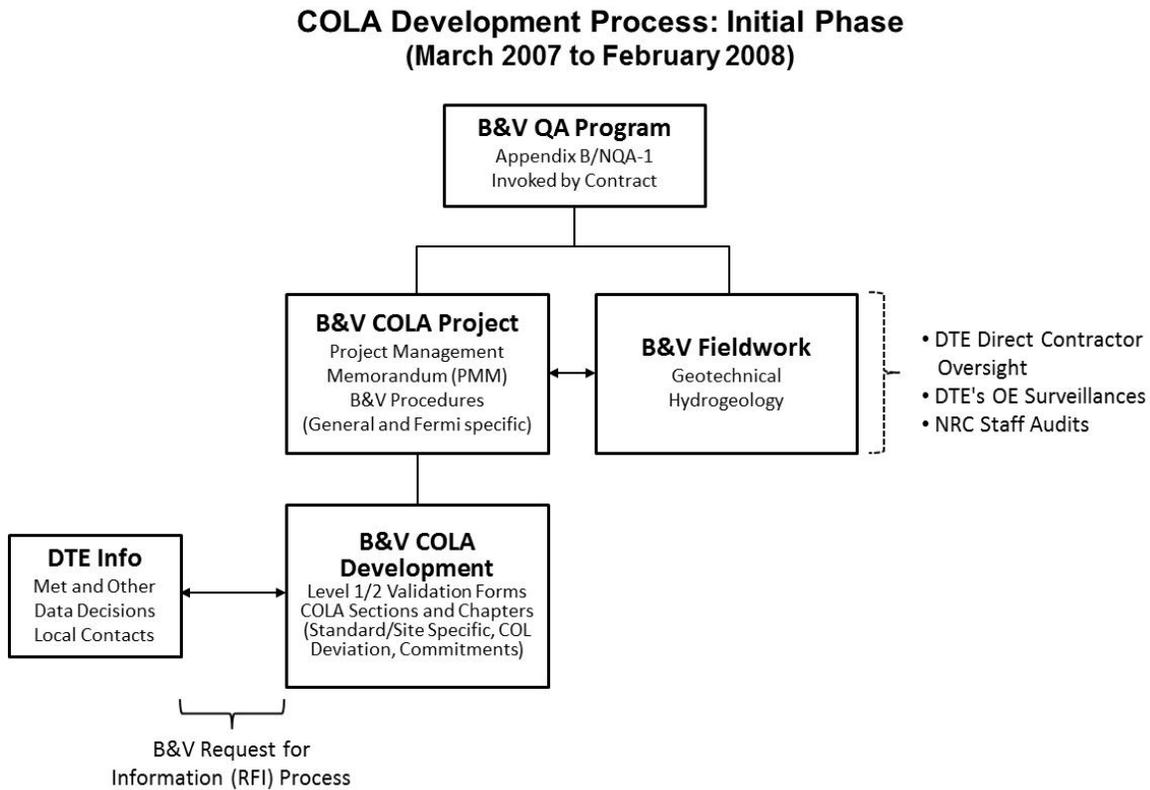 COLA Development Process: Initial Phase
(March 2007 to February 2008)
B&V QA Program
Appendix B/NQA-1
Invoked by Contract
B&V COLA Project
Project Management
Memorandum (PMM)
B&V Procedures
(General and Fermi specific)
B&V Fieldwork
Geotechnical
Hydrogeology
• DTE Direct Contractor
Oversight
• DTE's OE Surveillances
• NRC Staff Audits
DTE Info
Met and Other
Data Decisions
Local Contacts
B&V COLA
Development
Level 1/2 Validation Forms
COLA Sections and Chapters
(Standard/Site Specific, COL
Deviation, Commitments)
B&V Request for
Information (RFI) Process